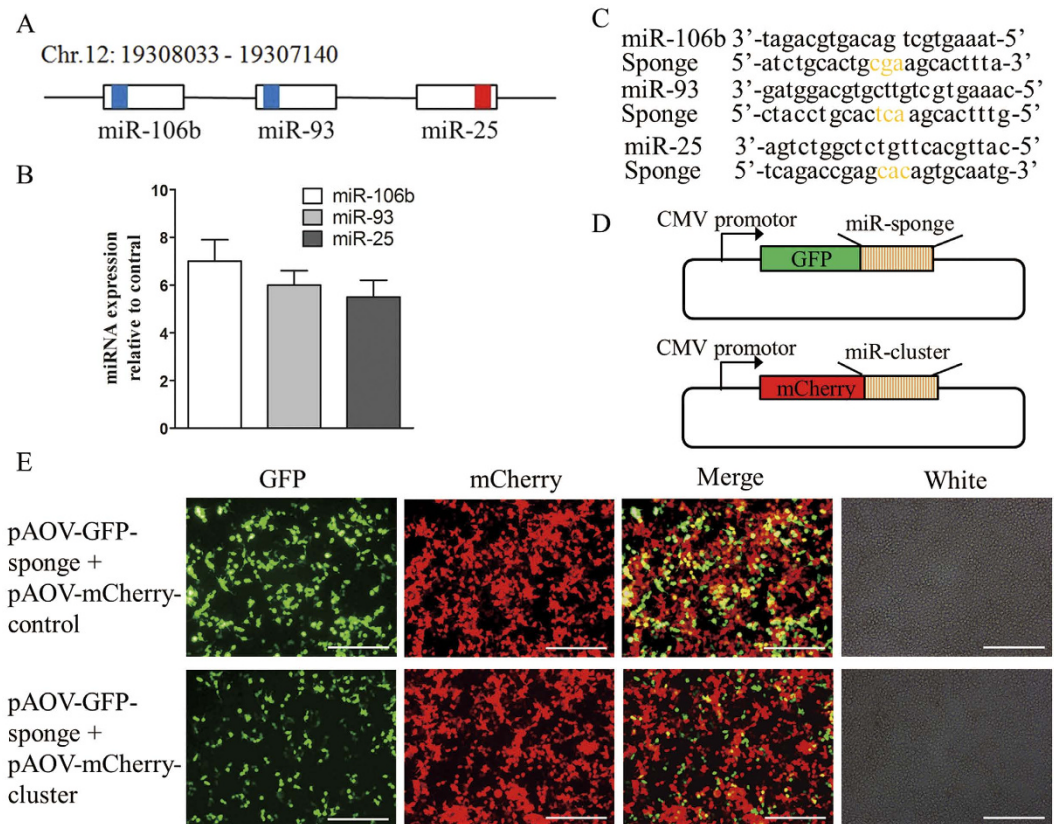 A
Chr.12: 19308033 - 19307140
miR-106b miR-93 miR-25
B
miRNA expression
relative to contral
10
8
6
4
2
0
miR-106b
miR-93
miR-25
C
miR-106b 3’-tagacgtgacag tcgtgaaat-5’
Sponge 5’-atctgcactgcgaagcacttta-3’
miR-93 3’-gatggacgtgcttgtcgtgaaac-5’
Sponge 5’-ctacctgcactcaagcactttg-5’
miR-25 3’-agtctggctctgttcacgttac-5’
Sponge 5’-tcagaccgagcacagtgcaatg-3’
D
CMV promotor miR-sponge
GFP
CMV promotor miR-cluster
mCherry
E
GFP mCherry Merge White
pAOV-GFP-
sponge +
pAOV-mCherry-
control
pAOV-GFP-
sponge +
pAOV-mCherry-
cluster